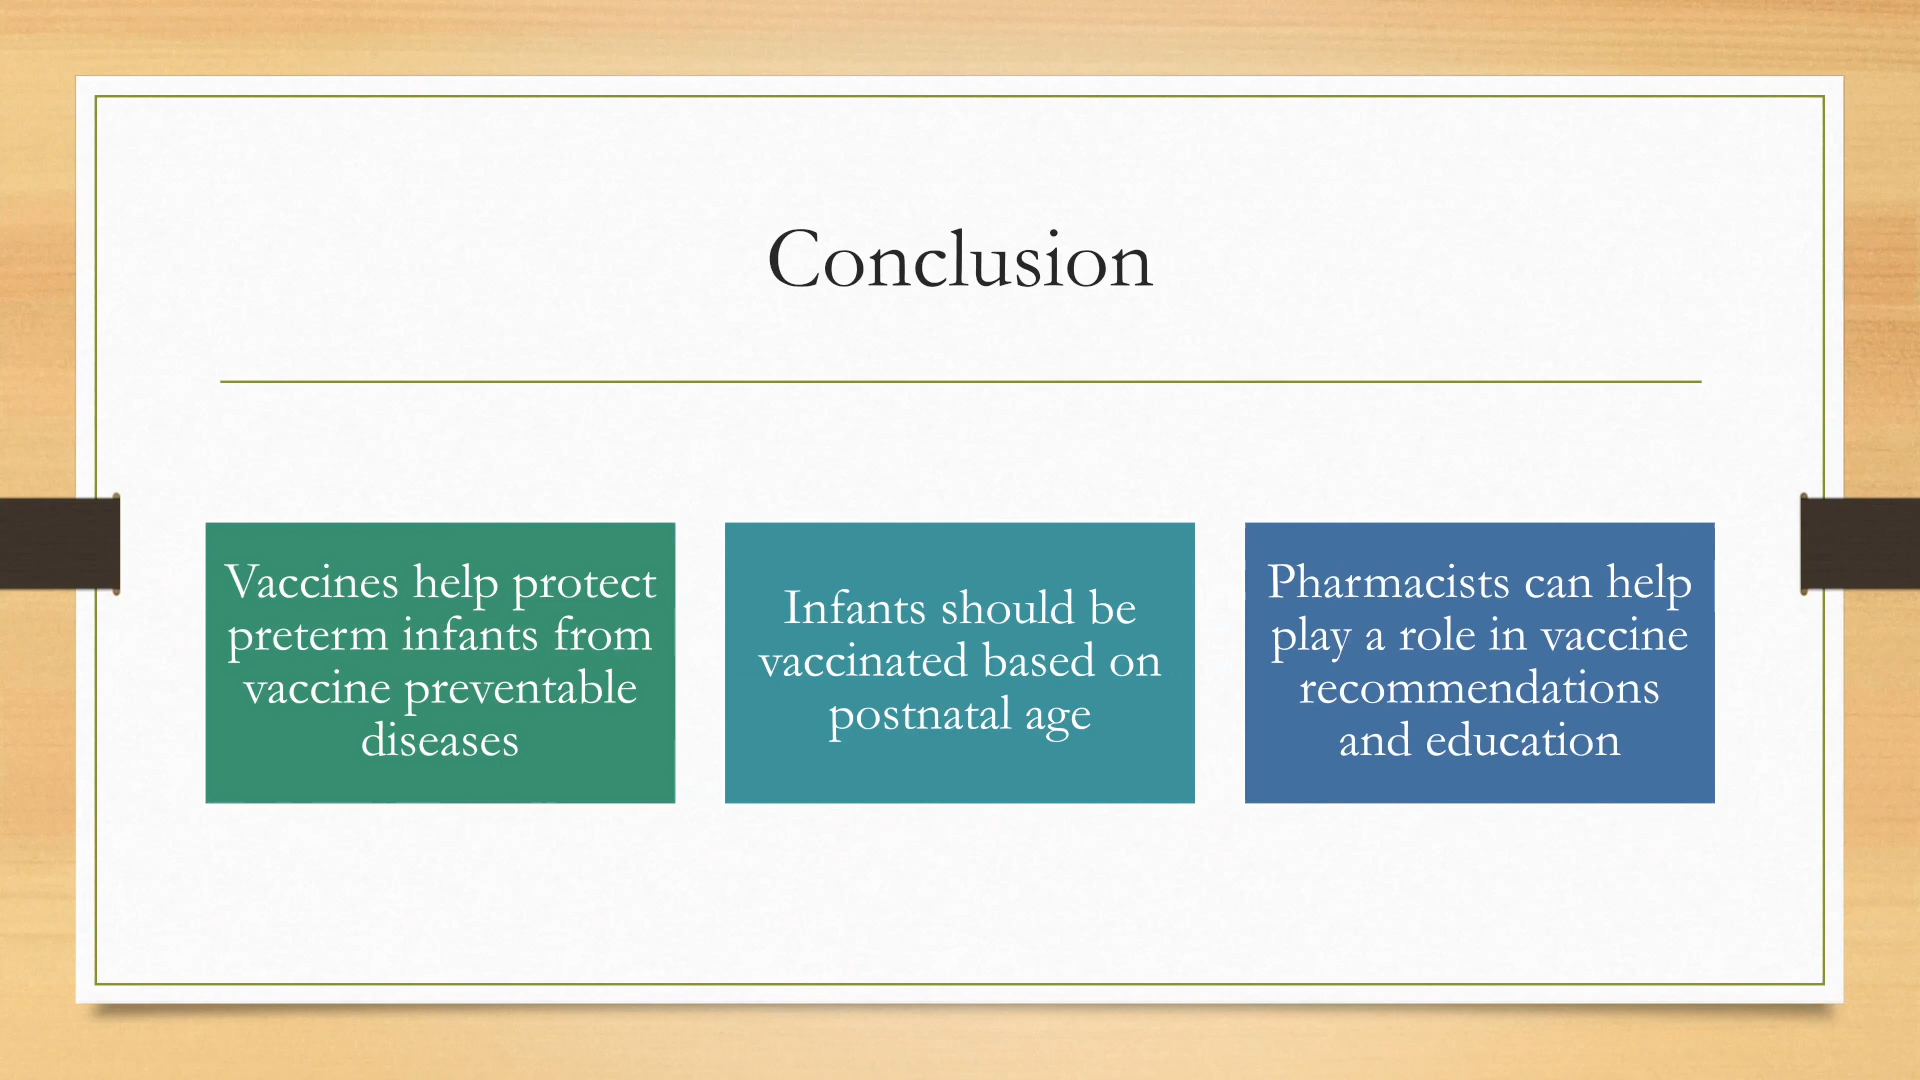 Conclusion
Vaccines help protect
preterm infants from
vaccine preventable
diseases
Infants should be
vaccinated based on
postnatal age
Pharmacists can help
play a role in vaccine
recommendations
and education